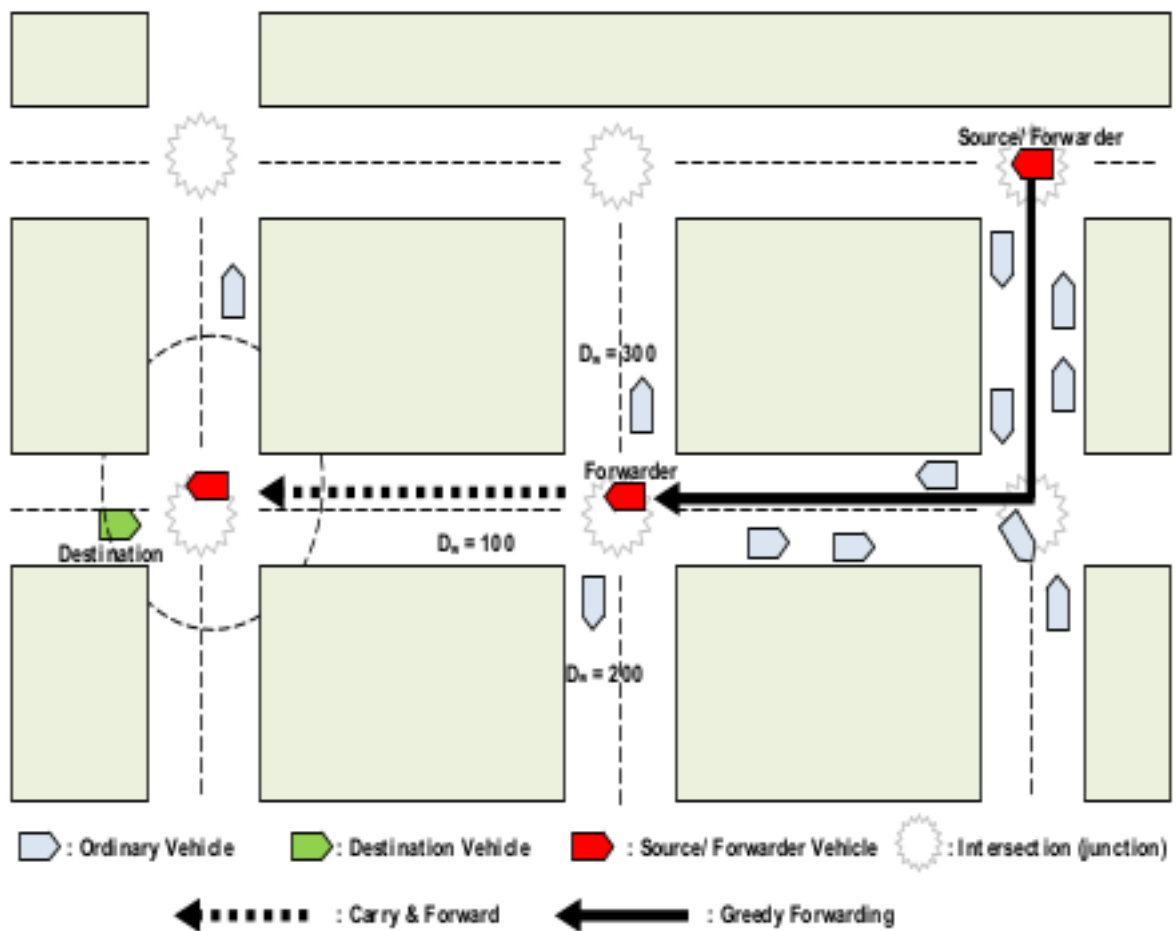 Source/ Forwarder
Dₙ = 300
Forwarder
Dₙ = 100
Destination
Dₙ = 200
: Ordinary Vehicle
: Destination Vehicle
: Source/ Forwarder Vehicle
: Intersection (junction)
: Carry & Forward
: Greedy Forwarding